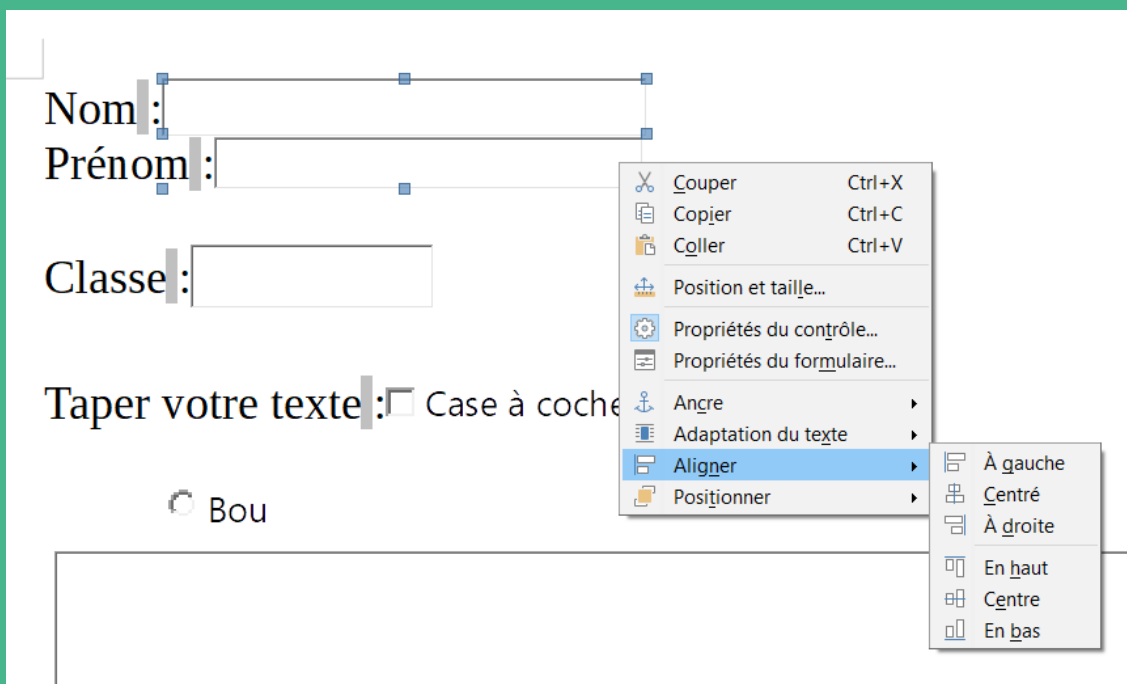 Nom :
Prénom :
Couper Ctrl+X
Copier Ctrl+C
Coller Ctrl+V
Classe :
Position et taille...
Propriétés du contrôle...
Propriétés du formulaire...
Taper votre texte : Case à coche
Ancre
Adaptation du texte
Aligner
Positionner
À gauche
Centré
À droite
En haut
Centre
En bas
Bou